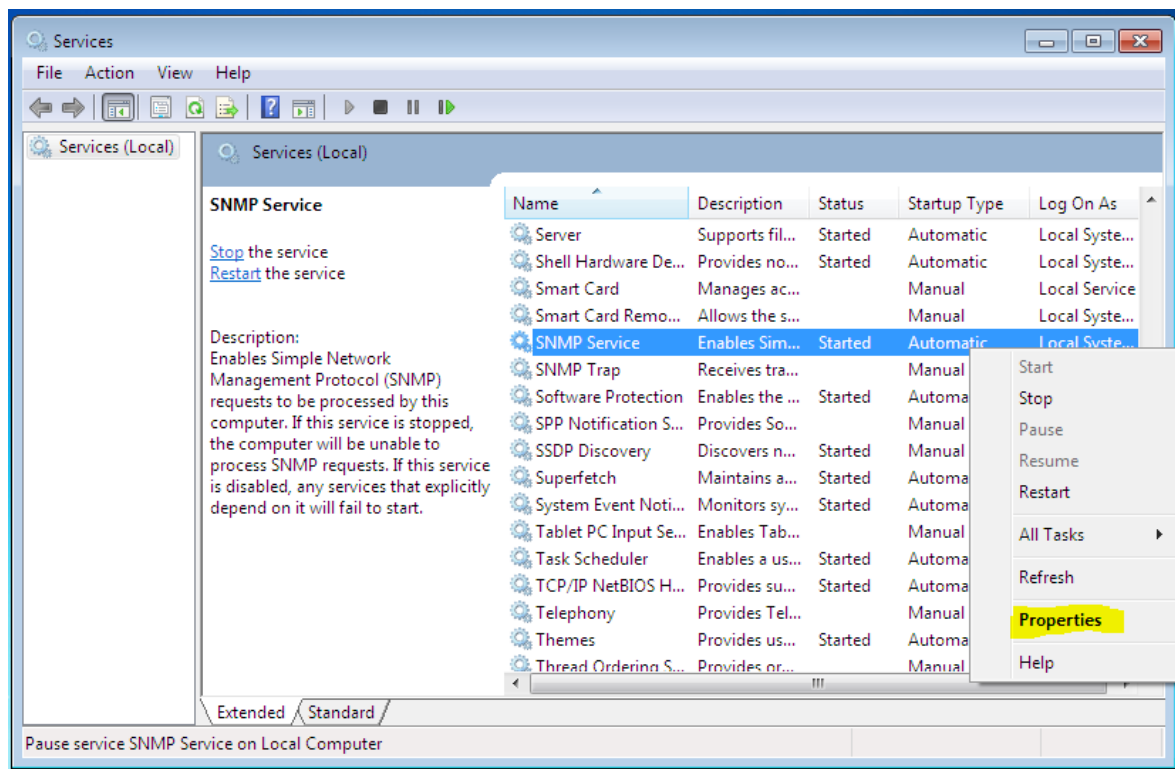 Services
File Action View Help
Services (Local)
Services (Local)
SNMP Service
Stop the service
Restart the service
Description:
Enables Simple Network
Management Protocol (SNMP)
requests to be processed by this
computer. If this service is stopped,
the computer will be unable to
process SNMP requests. If this service
is disabled, any services that explicitly
depend on it will fail to start.
Name Description Status Startup Type Log On As
Server Supports fil... Started Automatic Local Syste...
Shell Hardware De... Provides no... Started Automatic Local Syste...
Smart Card Manages ac... Manual Local Service
Smart Card Remo... Allows the s... Manual Local Syste...
SNMP Service Enables Sim... Started Automatic Local Syste...
SNMP Trap Receives tra... Manual
Software Protection Enables the ... Started Automa
SPP Notification S... Provides So... Manual
SSDP Discovery Discovers n... Started Manual
Superfetch Maintains a... Started Automa
System Event Noti... Monitors sy... Started Automa
Tablet PC Input Se... Enables Tab... Manual
Task Scheduler Enables a us... Started Automa
TCP/IP NetBIOS H... Provides su... Started Automa
Telephony Provides Tel... Manual
Themes Provides us... Started Automa
Thread Ordering S... Provides or... Manual
Start
Stop
Pause
Resume
Restart
All Tasks
Refresh
Properties
Help
Extended Standard
Pause service SNMP Service on Local Computer